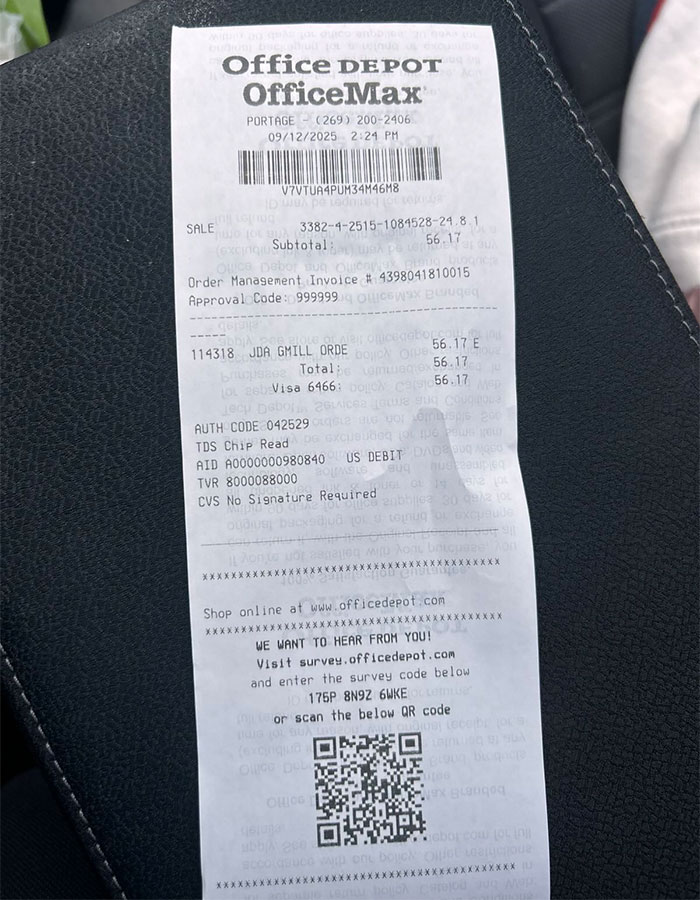 Office DEPOT
OfficeMax
PORTAGE - (269) 200-2406
09/12/2025 2:24 PM
V7VTUA4PUM34M46M8
SALE 3382-4-2515-1084528-24.8.1
Subtotal: 56.17
Order Management Invoice # 4398041810015
Approval Code: 999999
--------------------------------------------
-----
114318 JDA GMILL ORDE 56.17 E
Total: 56.17
Visa 6466: 56.17
AUTH CODE 042529
TDS Chip Read
AID A0000000980840 US DEBIT
TVR 8000088000
CVS No Signature Required
xxxxxxxxxxxxxxxxxxxxxxxxxxxxxxxxxxxxxxxxxx
Shop online at www.officedepot.com
xxxxxxxxxxxxxxxxxxxxxxxxxxxxxxxxxxxxxxxxxx
WE WANT TO HEAR FROM YOU!
Visit survey.officedepot.com
and enter the survey code below
175P 8N9Z 6WKE
or scan the below QR code
xxxxxxxxxxxxxxxxxxxxxxxxxxxxxxxxxxxxxxxxxx